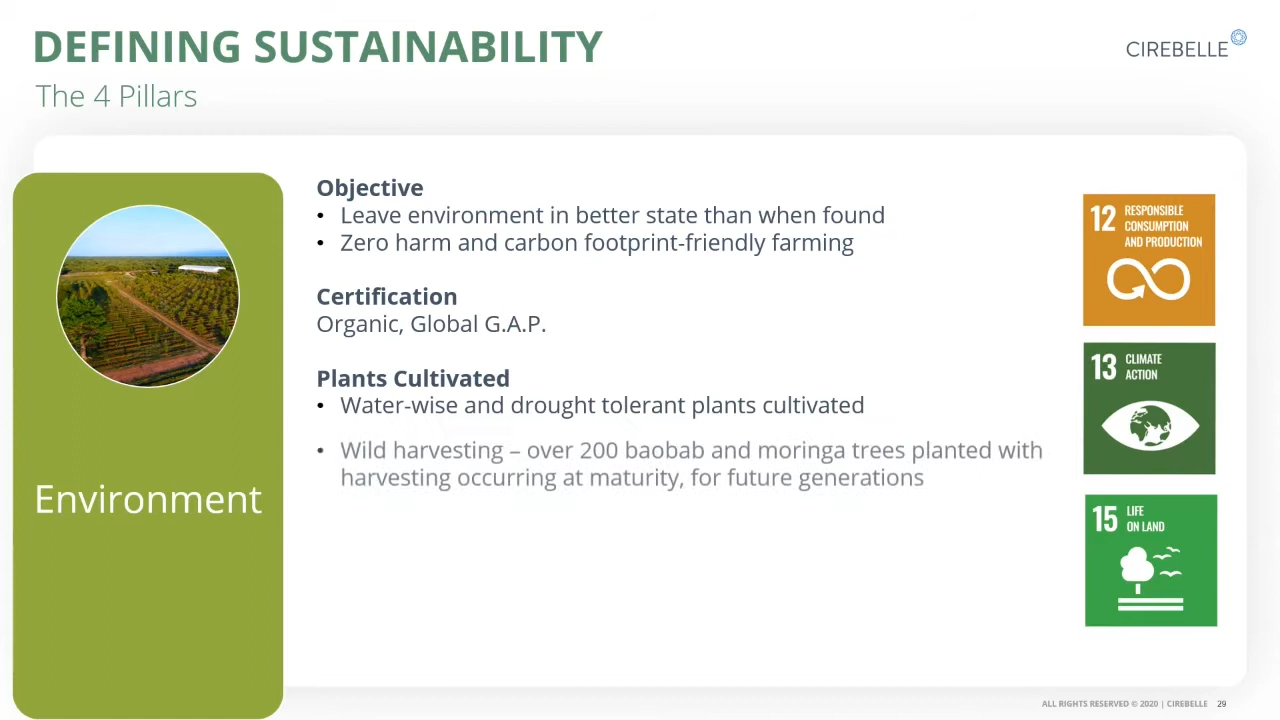 DEFINING SUSTAINABILITY
The 4 Pillars
CIREBELLE
Environment
Objective
• Leave environment in better state than when found
• Zero harm and carbon footprint-friendly farming
Certification
Organic, Global G.A.P.
Plants Cultivated
• Water-wise and drought tolerant plants cultivated
• Wild harvesting – over 200 baobab and moringa trees planted with
harvesting occurring at maturity, for future generations
12 RESPONSIBLE
CONSUMPTION
AND PRODUCTION
13 CLIMATE
ACTION
15 LIFE
ON LAND
ALL RIGHTS RESERVED © 2020 | CIREBELLE 29